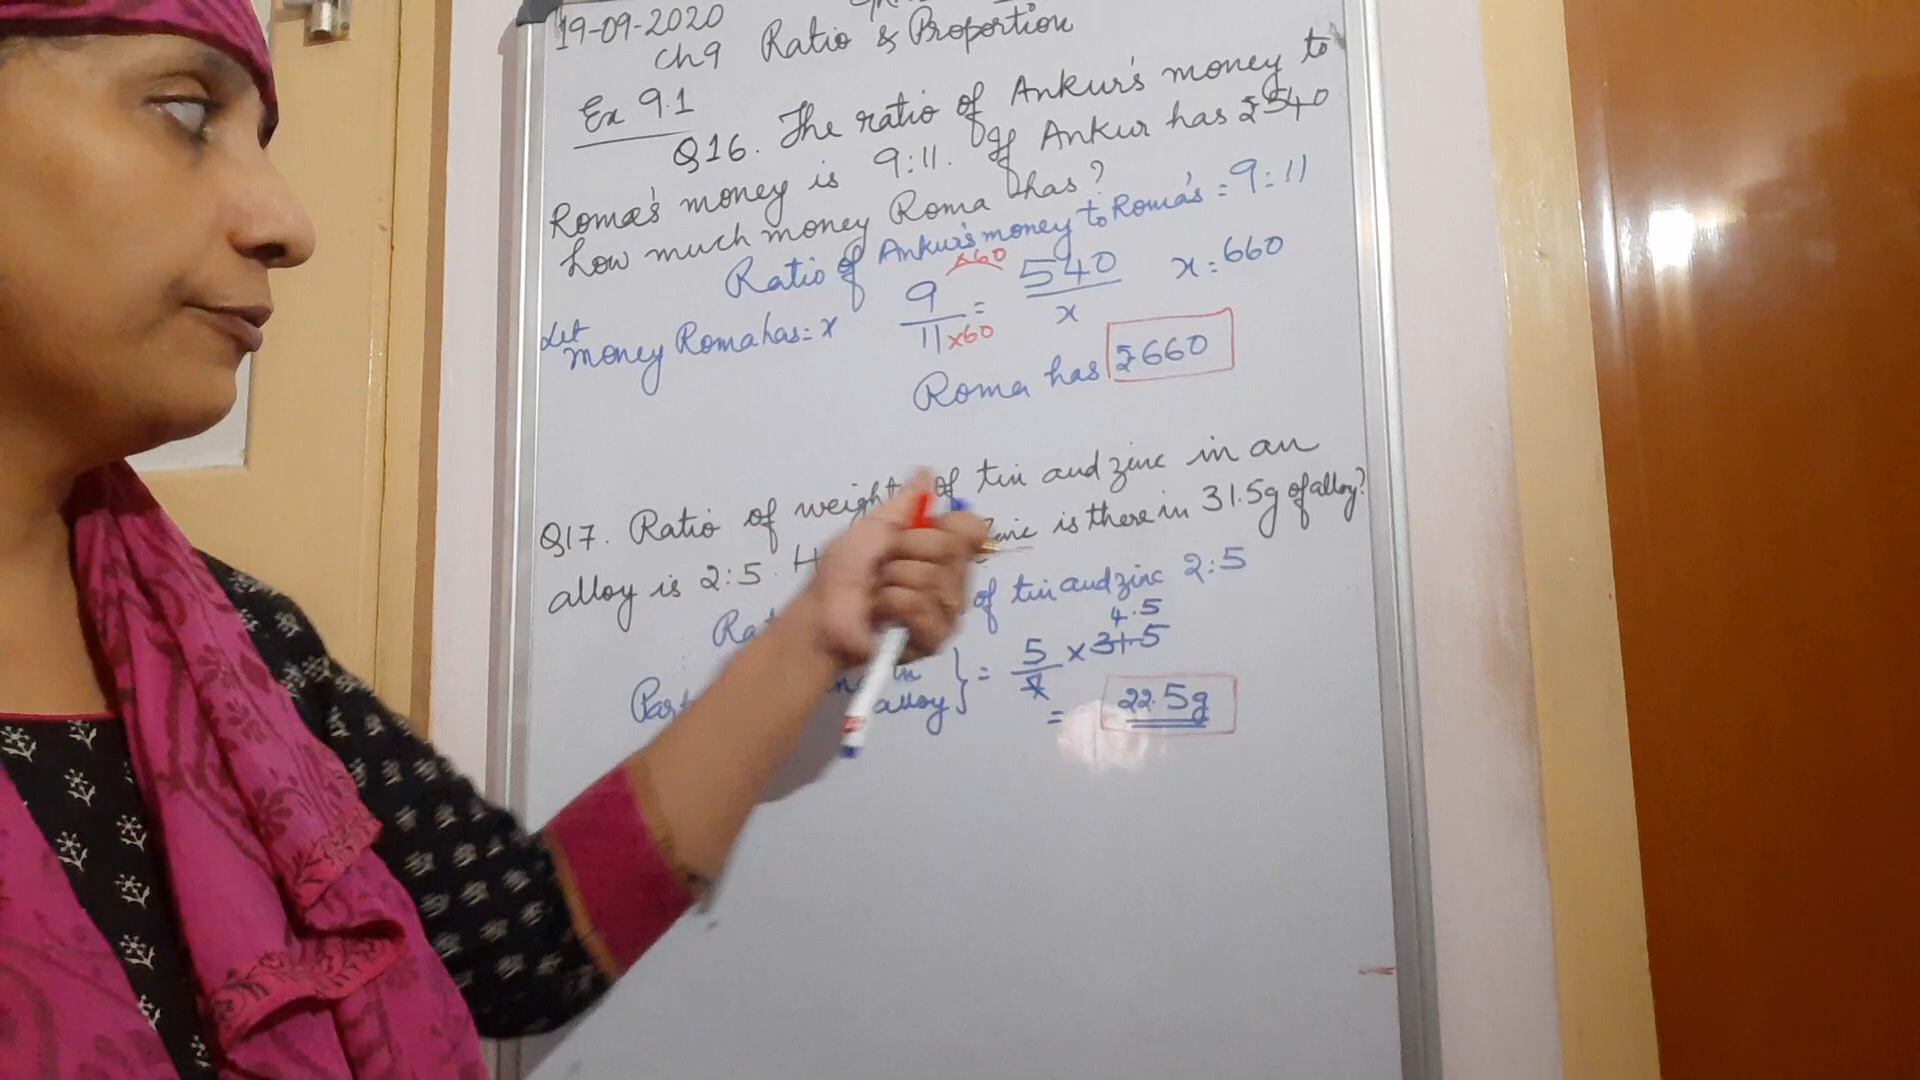 19-09-2020
Ch9 Ratio & Proportion
Ex 9.1
Q16. The ratio of Ankur's money to
Roma's money is 9:11. If Ankur has ₹540
how much money Roma has?
Ratio of Ankur's money to Roma's = 9:11
Let money Roma has = x
9/11 = 540/x
×60
×60
x = 660
Roma has ₹660
Q17. Ratio of weight of tin and zinc in an
alloy is 2:5. zinc is there in 31.5g of alloy?
of tin and zinc 2:5
in alloy } = 5/7 × 31.5
4.5
= 22.5g